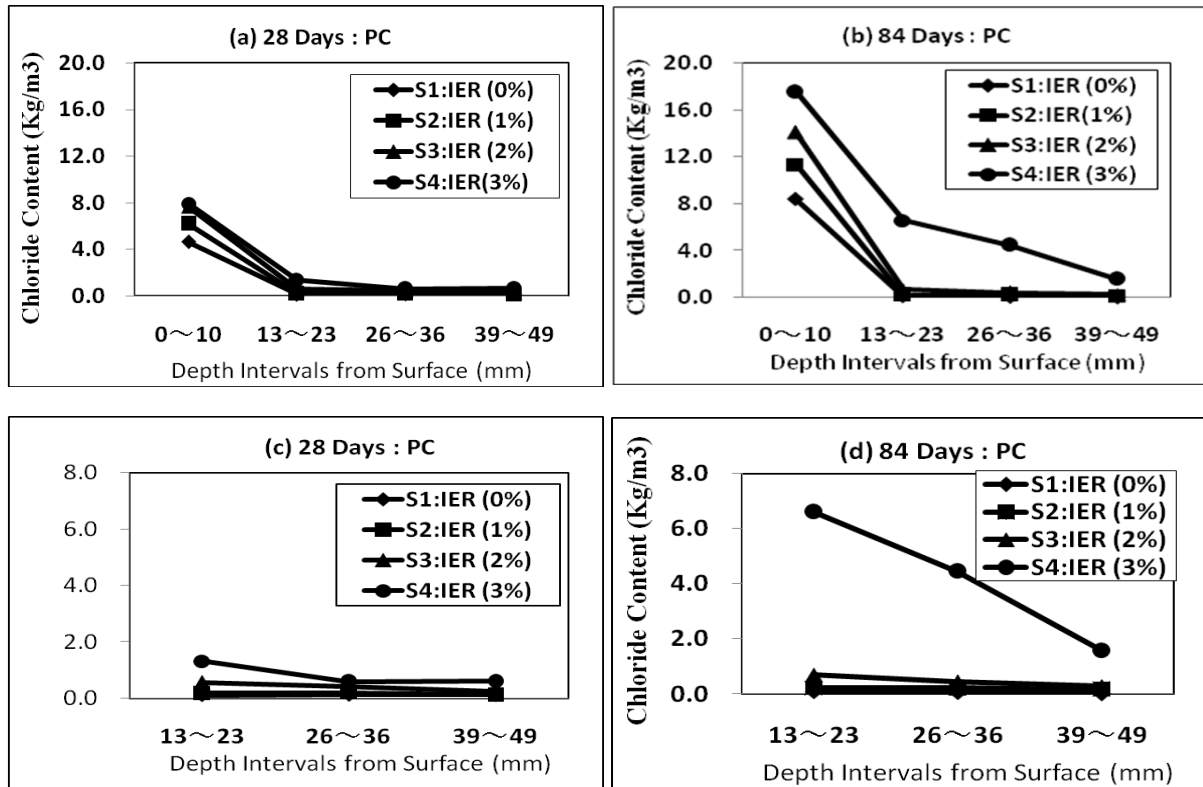 (a) 28 Days : PC
Chloride Content (Kg/m3)
20.0
16.0
12.0
8.0
4.0
0.0
S1:IER (0%)
S2:IER (1%)
S3:IER (2%)
S4:IER(3%)
0～10 13～23 26～36 39～49
Depth Intervals from Surface (mm)
(b) 84 Days : PC
Chloride Content (Kg/m3)
20.0
16.0
12.0
8.0
4.0
0.0
S1:IER (0%)
S2:IER(1%)
S3:IER (2%)
S4:IER (3%)
0～10 13～23 26～36 39～49
Depth Intervals from Surface (mm)
(c) 28 Days : PC
8.0
6.0
4.0
2.0
0.0
S1:IER (0%)
S2:IER (1%)
S3:IER (2%)
S4:IER (3%)
13～23 26～36 39～49
Depth Intervals from Surface (mm)
(d) 84 Days : PC
Chloride Content (Kg/m3)
8.0
6.0
4.0
2.0
0.0
S1:IER (0%)
S2:IER (1%)
S3:IER (2%)
S4:IER (3%)
13～23 26～36 39～49
Depth Intervals from Surface (mm)